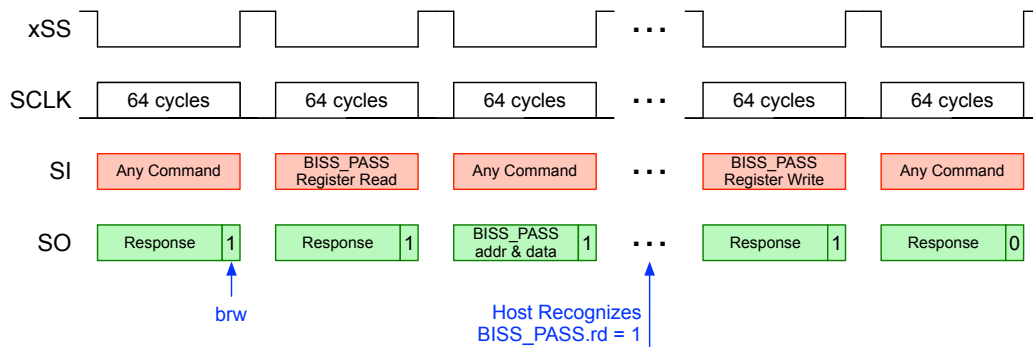 xSS
...
SCLK
64 cycles
64 cycles
64 cycles
...
64 cycles
64 cycles
SI
Any Command
BISS_PASS
Register Read
Any Command
...
BISS_PASS
Register Write
Any Command
SO
Response
1
Response
1
BISS_PASS
addr & data
1
...
Response
1
Response
0
brw
Host Recognizes
BISS_PASS.rd = 1